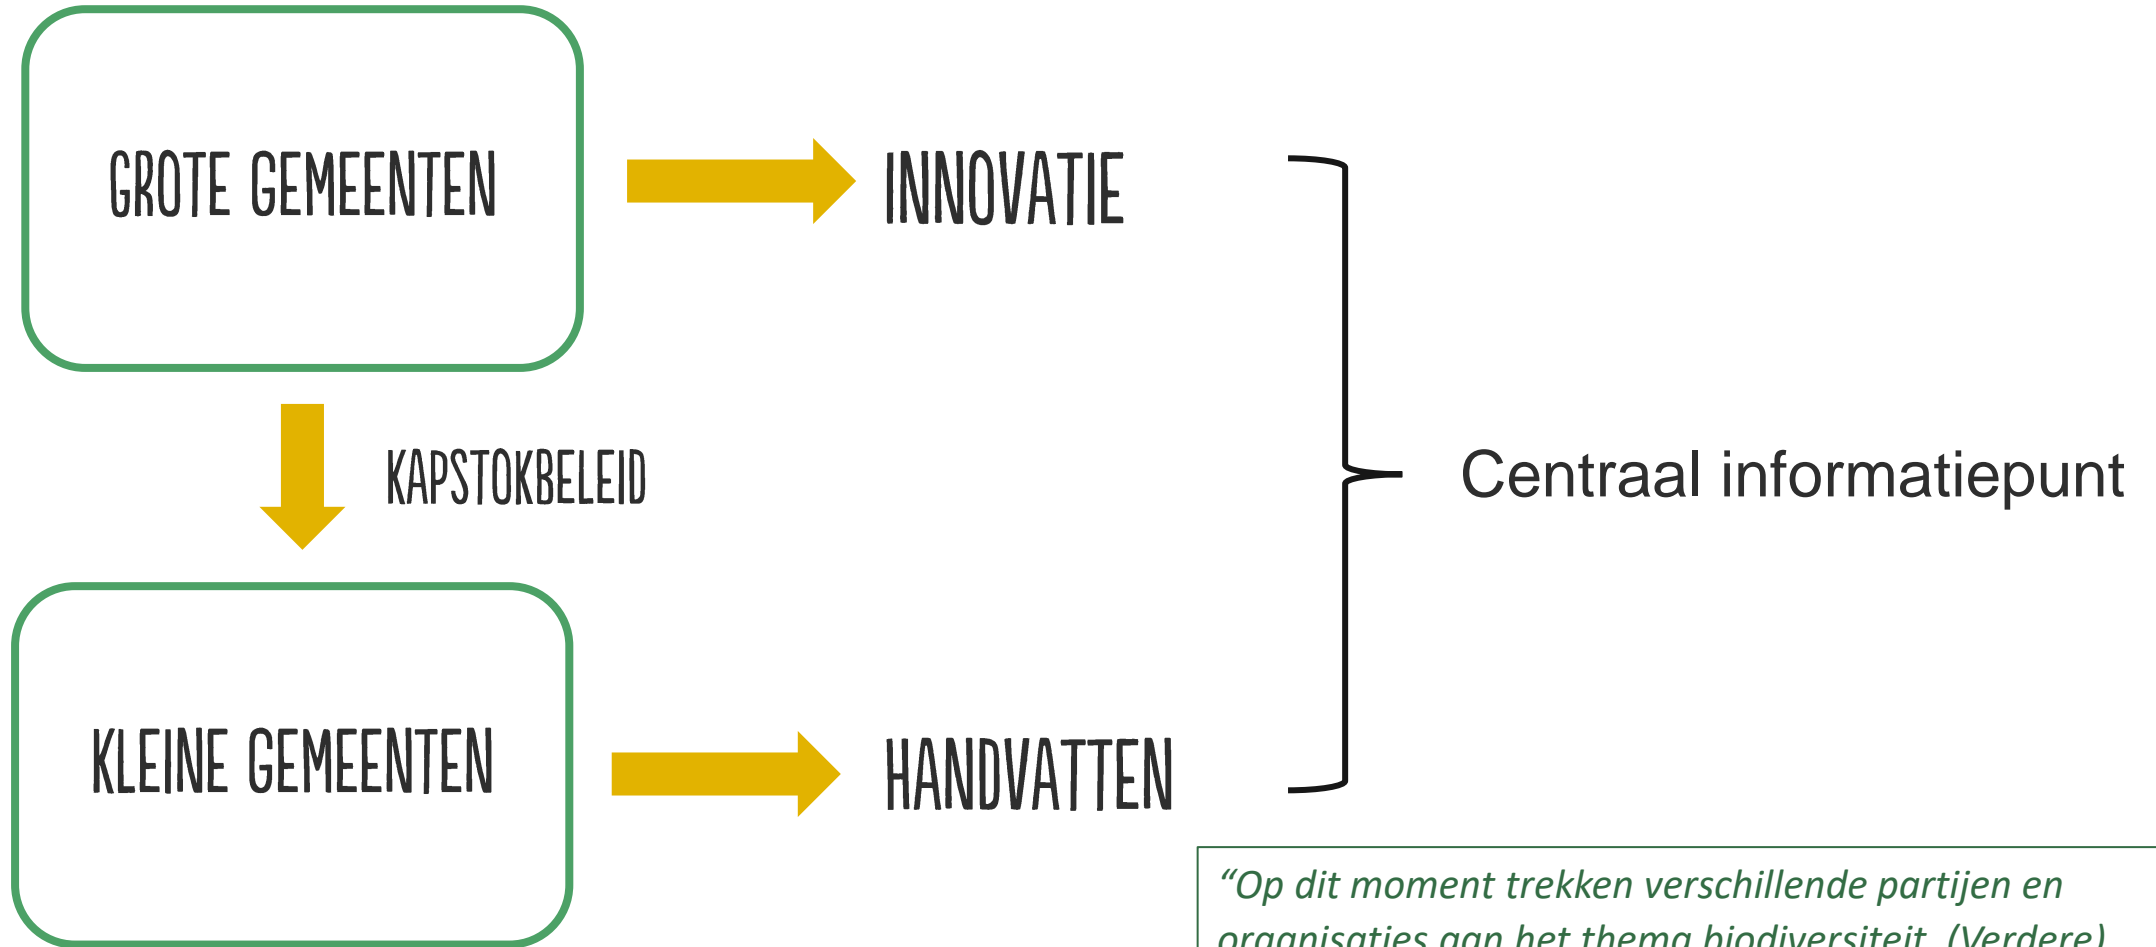 GROTE GEMEENTEN
INNOVATIE
KAPSTOKBELEID
Centraal informatiepunt
KLEINE GEMEENTEN
HANDVATTEN
“Op dit moment trekken verschillende partijen en
organisaties aan het thema biodiversiteit. (Verdere)